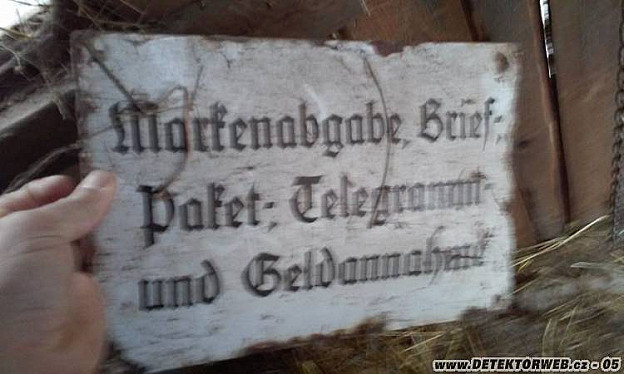 Markenabgabe, Brief-,
Paket-, Telegramm-
und Geldannahme
www.DETEKTORWEB.cz - 05